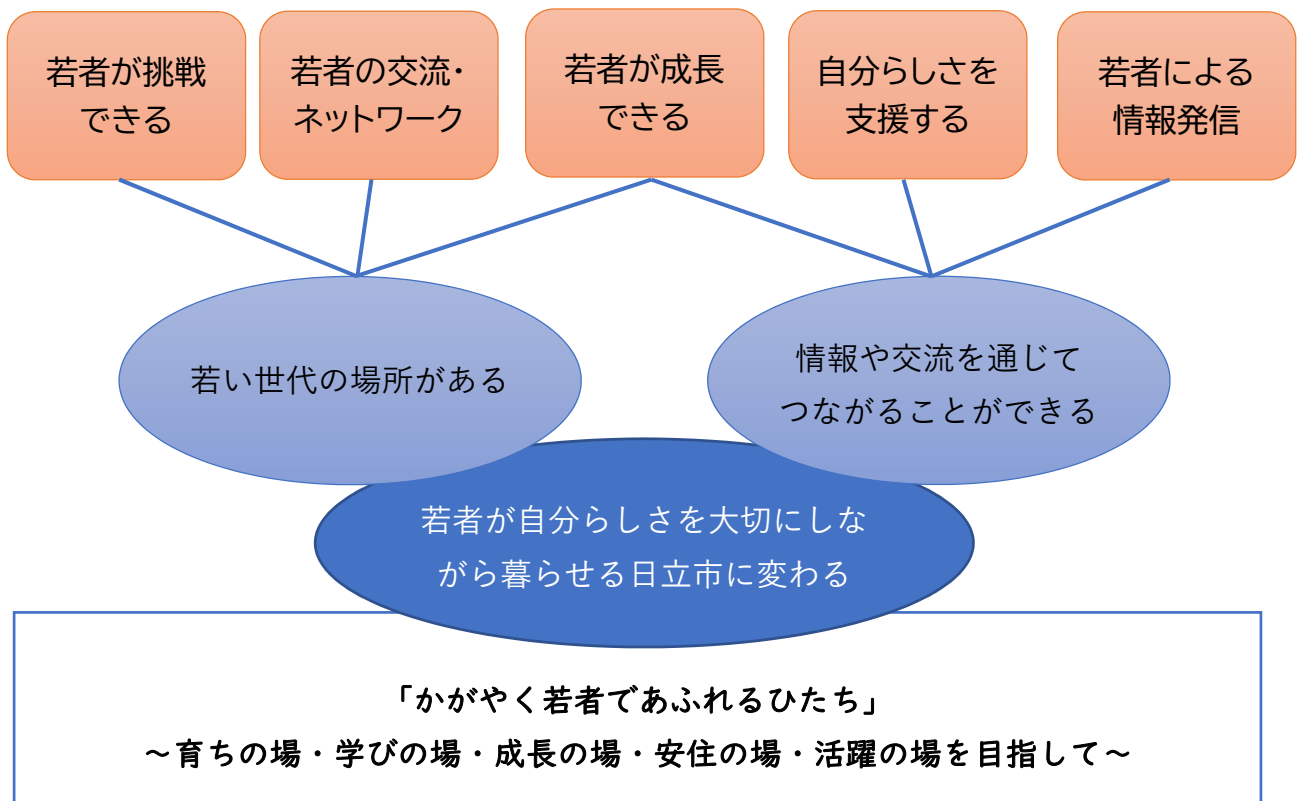 若者が挑戦
できる
若者の交流・
ネットワーク
若者が成長
できる
自分らしさを
支援する
若者による
情報発信
若い世代の場所がある
情報や交流を通じて
つながることができる
若者が自分らしさを大切にしな
がら暮らせる日立市に変わる
「かがやく若者であふれるひたち」
～育ちの場・学びの場・成長の場・安住の場・活躍の場を目指して～